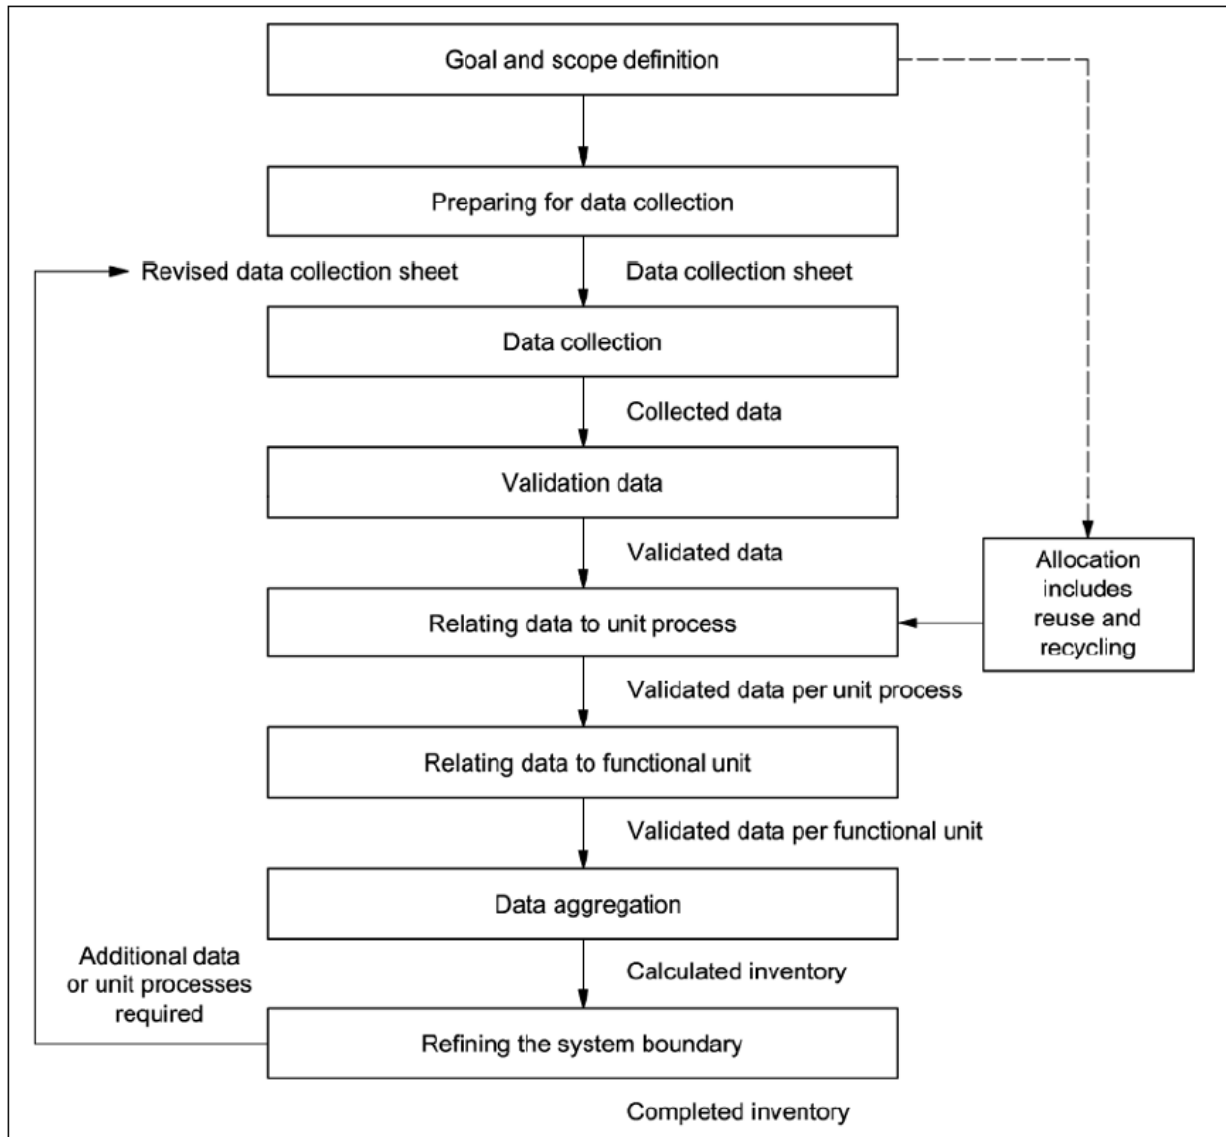 Goal and scope definition
Preparing for data collection
Revised data collection sheet
Data collection sheet
Data collection
Collected data
Validation data
Validated data
Allocation
includes
reuse and
recycling
Relating data to unit process
Validated data per unit process
Relating data to functional unit
Validated data per functional unit
Data aggregation
Additional data
or unit processes
required
Calculated inventory
Refining the system boundary
Completed inventory